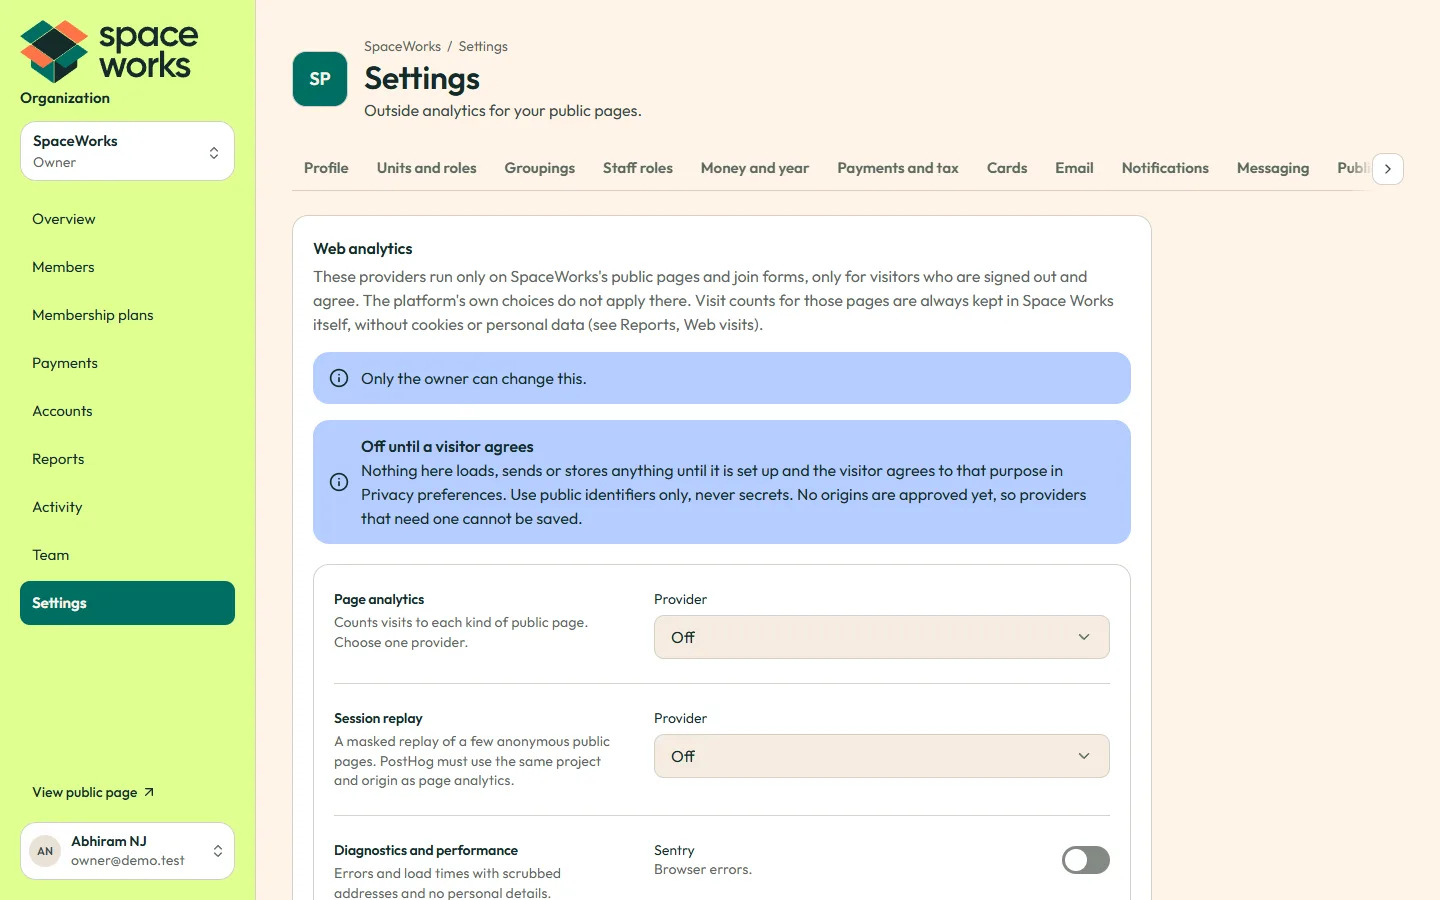 space
works
Organization
SpaceWorks
Owner
Overview
Members
Membership plans
Payments
Accounts
Reports
Activity
Team
Settings
View public page
AN
Abhiram NJ
owner@demo.test
SP
SpaceWorks / Settings
Settings
Outside analytics for your public pages.
Profile
Units and roles
Groupings
Staff roles
Money and year
Payments and tax
Cards
Email
Notifications
Messaging
Web analytics
These providers run only on SpaceWorks's public pages and join forms, only for visitors who are signed out and
agree. The platform's own choices do not apply there. Visit counts for those pages are always kept in Space Works
itself, without cookies or personal data (see Reports, Web visits).
Only the owner can change this.
Off until a visitor agrees
Nothing here loads, sends or stores anything until it is set up and the visitor agrees to that purpose in
Privacy preferences. Use public identifiers only, never secrets. No origins are approved yet, so providers
that need one cannot be saved.
Page analytics
Counts visits to each kind of public page.
Choose one provider.
Provider
Off
Session replay
A masked replay of a few anonymous public
pages. PostHog must use the same project
and origin as page analytics.
Provider
Off
Diagnostics and performance
Errors and load times with scrubbed
addresses and no personal details.
Sentry
Browser errors.